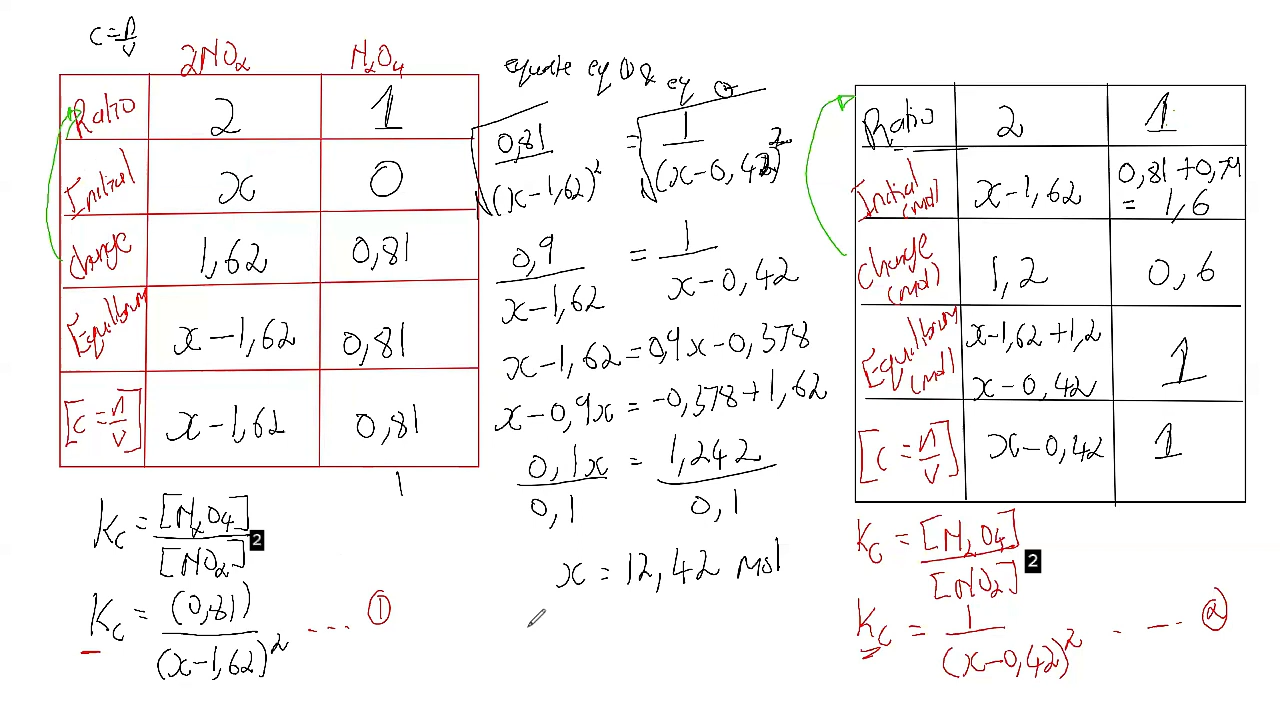 C = n/V
2NO₂ N₂O₄
Ratio 2 1
Initial x 0
Change 1,62 0,81
Equilibrium x-1,62 0,81
[C = n/V] x-1,62 0,81
1
Kc = [N₂O₄]/[NO₂]²
Kc = (0,81)/(x-1,62)² .... ①
equate eq ① & eq ②
√(0,81/(x-1,62)²) = √(1/(x-0,42)²)
0,9/(x-1,62) = 1/(x-0,42)
x-1,62 = 0,9x-0,378
x-0,9x = -0,378+1,62
0,1x/0,1 = 1,242/0,1
x = 12,42 mol
Ratio 2 1
Initial (mol) x-1,62 0,81+0,79
= 1,6
Change (mol) 1,2 0,6
Equilibrium (mol) x-1,62+1,2
x-0,42 1
[C = n/V] x-0,42 1
Kc = [N₂O₄]/[NO₂]²
Kc = 1/(x-0,42)² . - - . ②